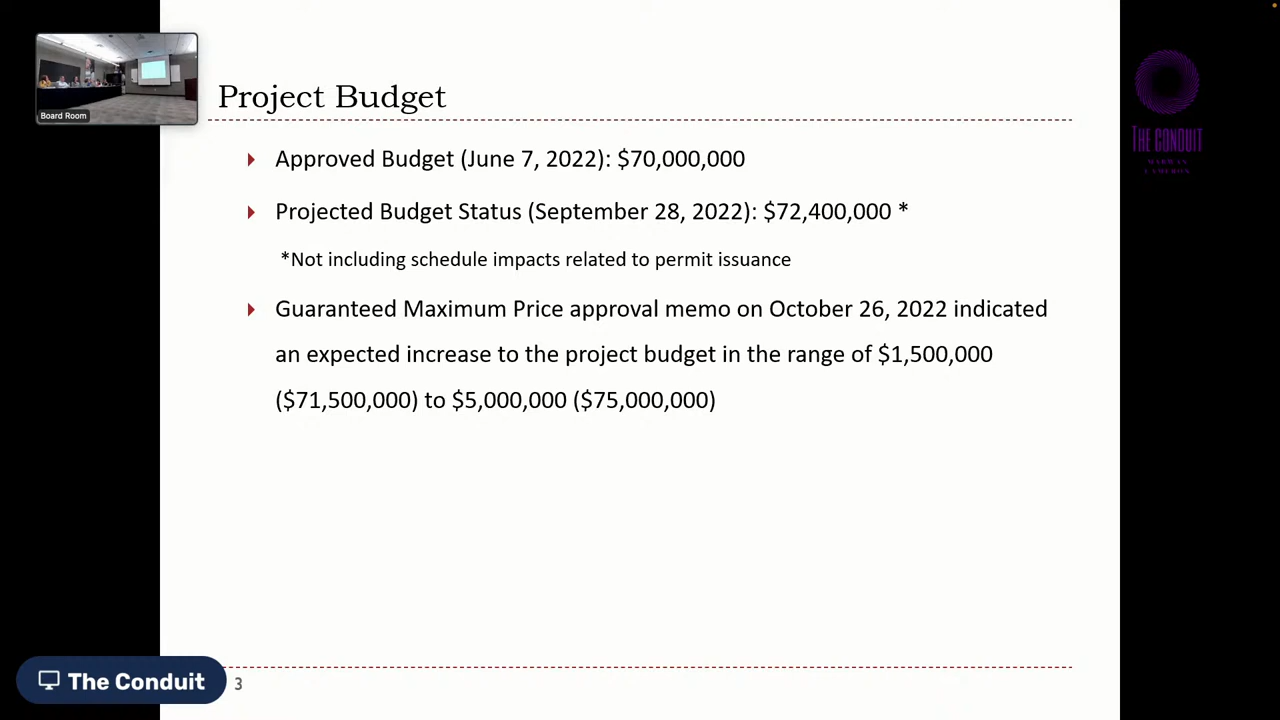 Board Room
Project Budget
Approved Budget (June 7, 2022): $70,000,000
Projected Budget Status (September 28, 2022): $72,400,000 *
*Not including schedule impacts related to permit issuance
Guaranteed Maximum Price approval memo on October 26, 2022 indicated
an expected increase to the project budget in the range of $1,500,000
($71,500,000) to $5,000,000 ($75,000,000)
The Conduit
3
THE CONDUIT
MARWAN
CAMERON